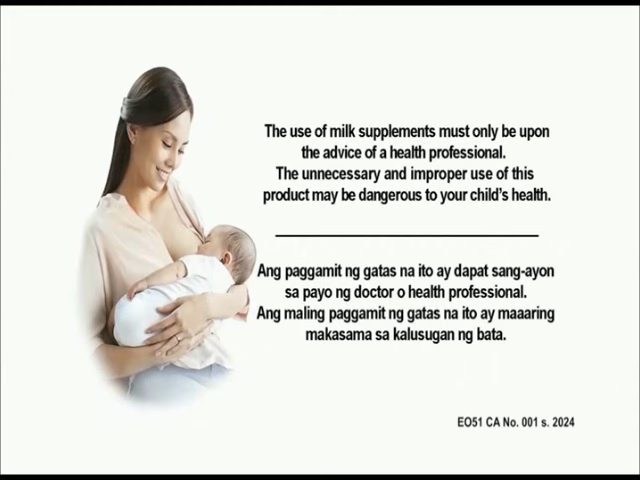 The use of milk supplements must only be upon
the advice of a health professional.
The unnecessary and improper use of this
product may be dangerous to your child's health.
Ang paggamit ng gatas na ito ay dapat sang-ayon
sa payo ng doctor o health professional.
Ang maling paggamit ng gatas na ito ay maaaring
makasama sa kalusugan ng bata.
EO51 CA No. 001 s. 2024